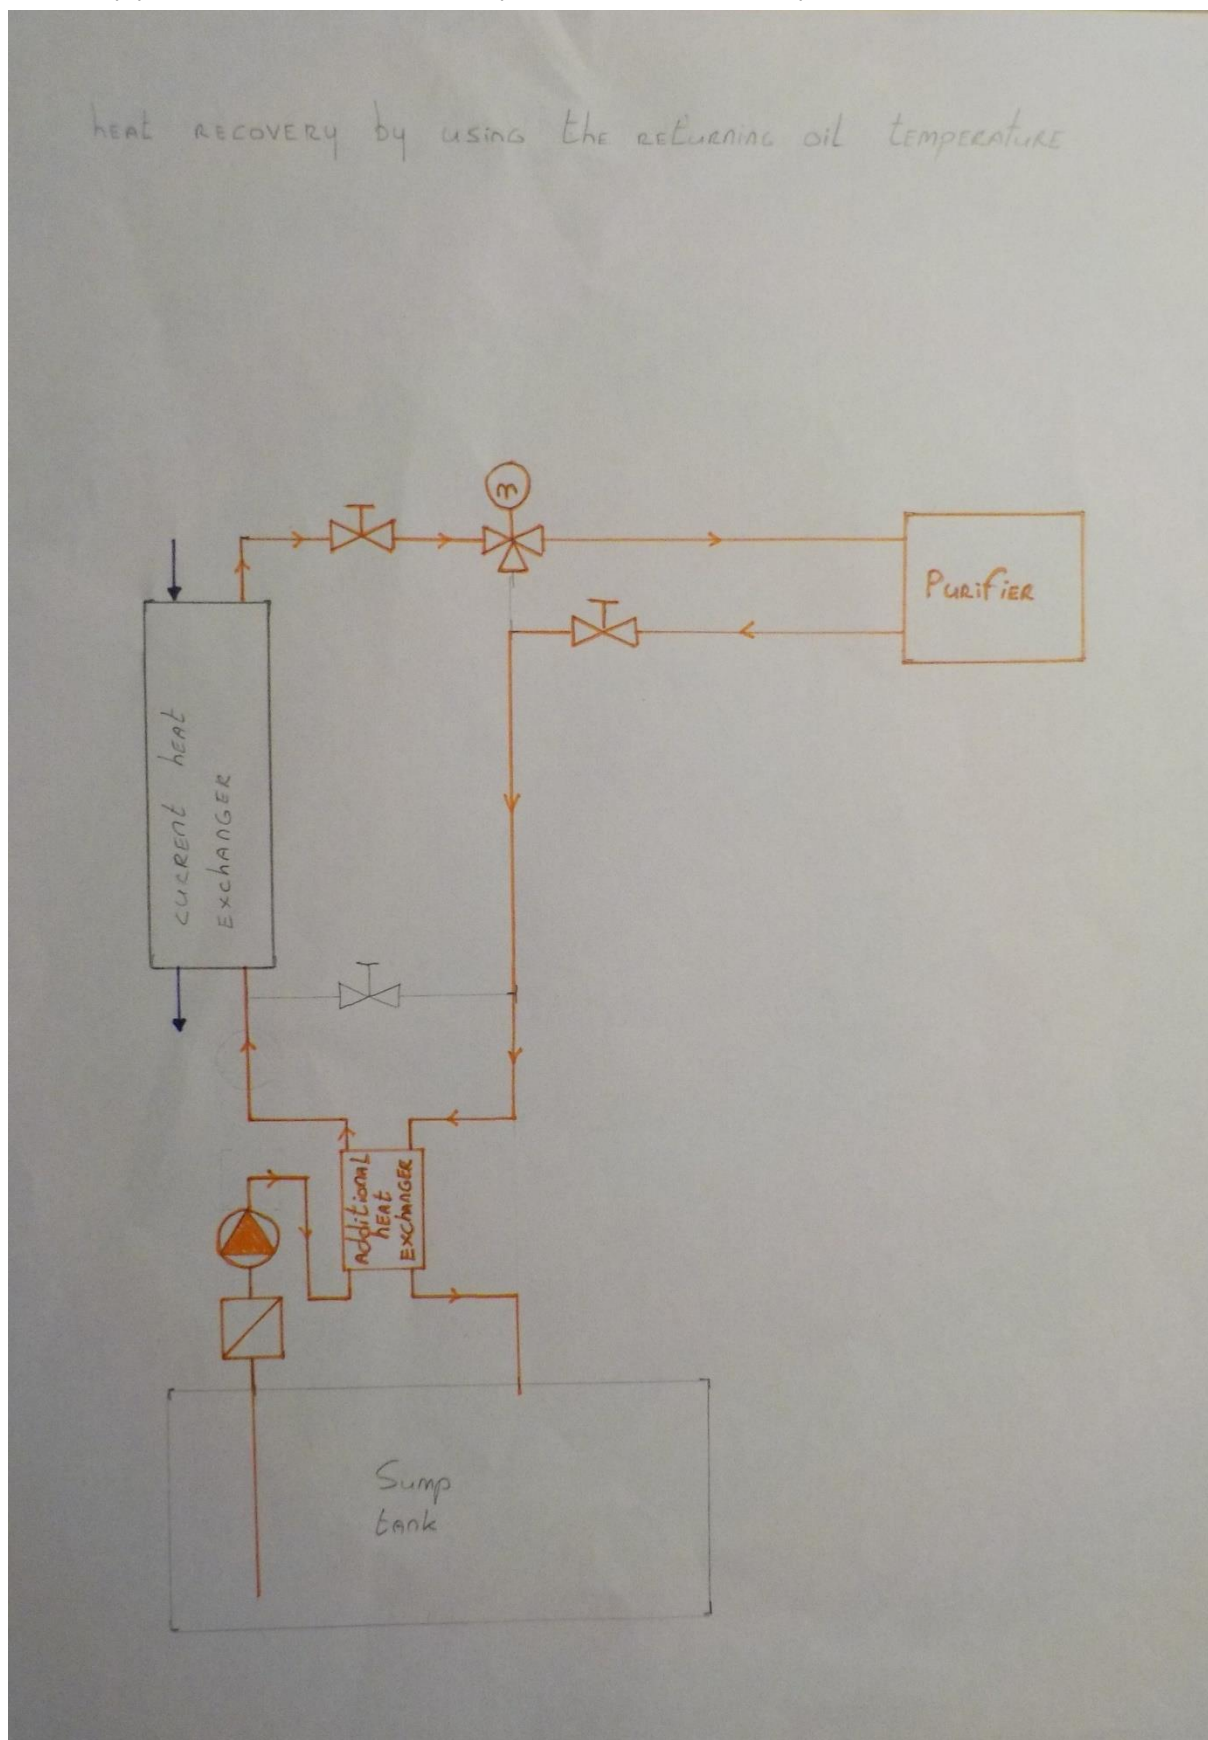 heat RECOVERY by using the returning oil temperature
m
Purifier
current heat
exchanger
Additional
heat
exchanger
Sump
tank